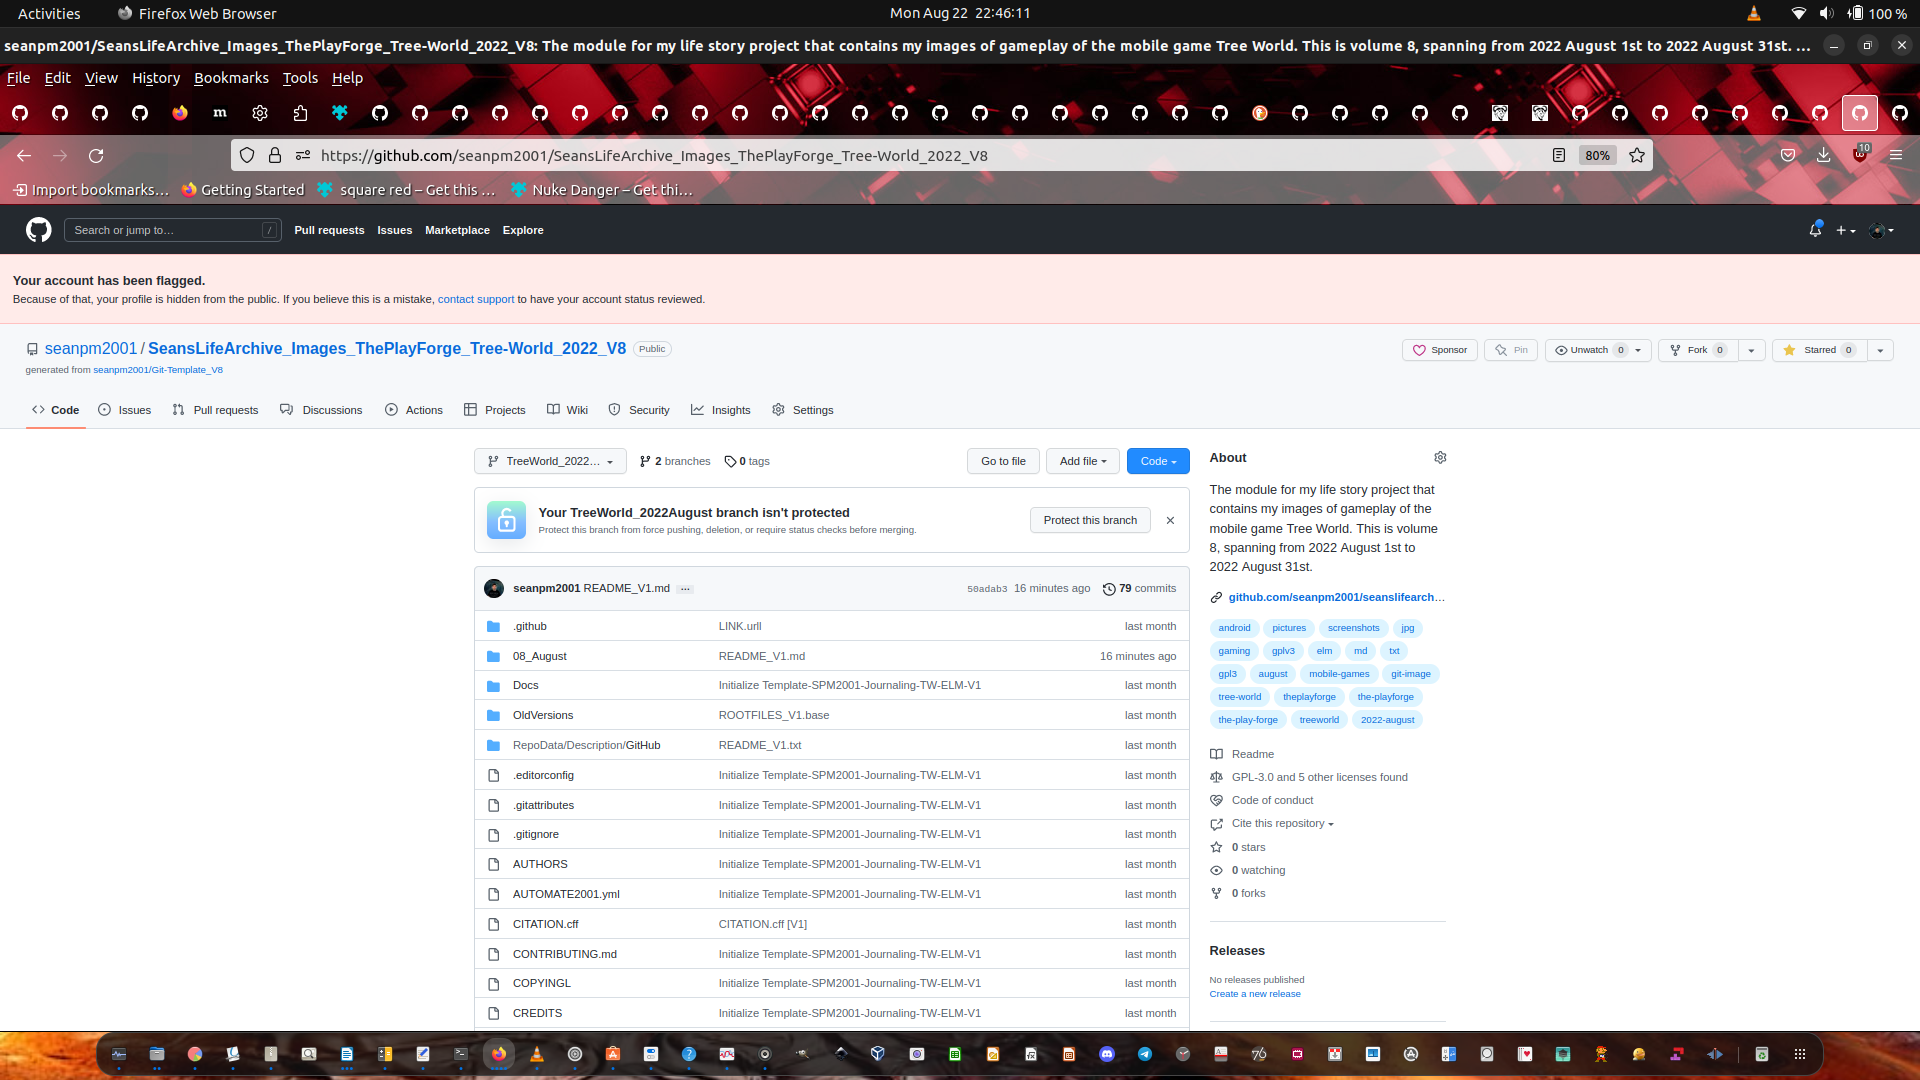 Activities
Firefox Web Browser
Mon Aug 22 22:46:11
100 %
seanpm2001/SeansLifeArchive_Images_ThePlayForge_Tree-World_2022_V8: The module for my life story project that contains my images of gameplay of the mobile game Tree World. This is volume 8, spanning from 2022 August 1st to 2022 August 31st. ...
File Edit View History Bookmarks Tools Help
https://github.com/seanpm2001/SeansLifeArchive_Images_ThePlayForge_Tree-World_2022_V8
80%
10
Import bookmarks...
Getting Started
square red – Get this ...
Nuke Danger – Get thi...
Search or jump to...
/
Pull requests
Issues
Marketplace
Explore
Your account has been flagged.
Because of that, your profile is hidden from the public. If you believe this is a mistake, contact support to have your account status reviewed.
seanpm2001 / SeansLifeArchive_Images_ThePlayForge_Tree-World_2022_V8 Public
generated from seanpm2001/Git-Template_V8
Sponsor
Pin
Unwatch 0
Fork 0
Starred 0
Code
Issues
Pull requests
Discussions
Actions
Projects
Wiki
Security
Insights
Settings
TreeWorld_2022...
2 branches
0 tags
Go to file
Add file
Code
Your TreeWorld_2022August branch isn't protected
Protect this branch from force pushing, deletion, or require status checks before merging.
Protect this branch
seanpm2001 README_V1.md ...
50adab3 16 minutes ago
79 commits
.github LINK.urll last month
08_August README_V1.md 16 minutes ago
Docs Initialize Template-SPM2001-Journaling-TW-ELM-V1 last month
OldVersions ROOTFILES_V1.base last month
RepoData/Description/GitHub README_V1.txt last month
.editorconfig Initialize Template-SPM2001-Journaling-TW-ELM-V1 last month
.gitattributes Initialize Template-SPM2001-Journaling-TW-ELM-V1 last month
.gitignore Initialize Template-SPM2001-Journaling-TW-ELM-V1 last month
AUTHORS Initialize Template-SPM2001-Journaling-TW-ELM-V1 last month
AUTOMATE2001.yml Initialize Template-SPM2001-Journaling-TW-ELM-V1 last month
CITATION.cff CITATION.cff [V1] last month
CONTRIBUTING.md Initialize Template-SPM2001-Journaling-TW-ELM-V1 last month
COPYINGL Initialize Template-SPM2001-Journaling-TW-ELM-V1 last month
CREDITS Initialize Template-SPM2001-Journaling-TW-ELM-V1 last month
About
The module for my life story project that
contains my images of gameplay of the
mobile game Tree World. This is volume
8, spanning from 2022 August 1st to
2022 August 31st.
github.com/seanpm2001/seanslifearch...
android pictures screenshots jpg
gaming gplv3 elm md txt
gpl3 august mobile-games git-image
tree-world theplayforge the-playforge
the-play-forge treeworld 2022-august
Readme
GPL-3.0 and 5 other licenses found
Code of conduct
Cite this repository
0 stars
0 watching
0 forks
Releases
No releases published
Create a new release